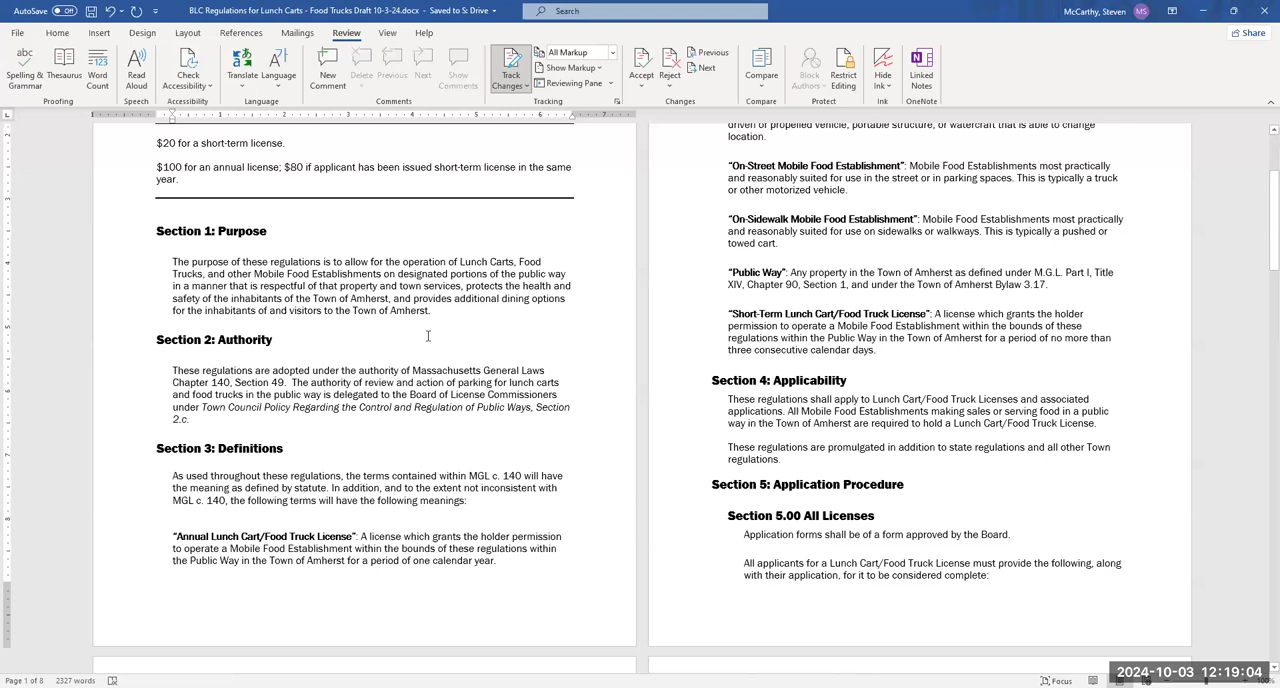 AutoSave Off BLC Regulations for Lunch Carts - Food Trucks Draft 10-3-24.docx - Saved to S: Drive Search McCarthy, Steven MS
File Home Insert Draw Design Layout References Mailings Review View Help Share
abc
Spelling & Grammar Thesaurus Word Count
Proofing
Read Aloud
Speech
Check Accessibility
Accessibility
Translate Language
Language
New Comment Delete Previous Next Show Comments
Comments
Track Changes All Markup
Show Markup
Reviewing Pane
Tracking
Accept Reject Previous
Next
Changes
Compare
Compare
Block Authors Restrict Editing
Protect
Hide Ink
Ink
Linked Notes
OneNote
$20 for a short-term license.
$100 for an annual license; $80 if applicant has been issued short-term license in the same
year.
Section 1: Purpose
The purpose of these regulations is to allow for the operation of Lunch Carts, Food
Trucks, and other Mobile Food Establishments on designated portions of the public way
in a manner that is respectful of that property and town services, protects the health and
safety of the inhabitants of the Town of Amherst, and provides additional dining options
for the inhabitants of and visitors to the Town of Amherst.
Section 2: Authority
These regulations are adopted under the authority of Massachusetts General Laws
Chapter 140, Section 49. The authority of review and action of parking for lunch carts
and food trucks in the public way is delegated to the Board of License Commissioners
under Town Council Policy Regarding the Control and Regulation of Public Ways, Section
2.c.
Section 3: Definitions
As used throughout these regulations, the terms contained within MGL c. 140 will have
the meaning as defined by statute. In addition, and to the extent not inconsistent with
MGL c. 140, the following terms will have the following meanings:
“Annual Lunch Cart/Food Truck License”: A license which grants the holder permission
to operate a Mobile Food Establishment within the bounds of these regulations within
the Public Way in the Town of Amherst for a period of one calendar year.
driven or propelled vehicle, portable structure, or watercraft that is able to change
location.
“On-Street Mobile Food Establishment”: Mobile Food Establishments most practically
and reasonably suited for use in the street or in parking spaces. This is typically a truck
or other motorized vehicle.
“On-Sidewalk Mobile Food Establishment”: Mobile Food Establishments most practically
and reasonably suited for use on sidewalks or walkways. This is typically a pushed or
towed cart.
“Public Way”: Any property in the Town of Amherst as defined under M.G.L. Part I, Title
XIV, Chapter 90, Section 1, and under the Town of Amherst Bylaw 3.17.
“Short-Term Lunch Cart/Food Truck License”: A license which grants the holder
permission to operate a Mobile Food Establishment within the bounds of these
regulations within the Public Way in the Town of Amherst for a period of no more than
three consecutive calendar days.
Section 4: Applicability
These regulations shall apply to Lunch Cart/Food Truck Licenses and associated
applications. All Mobile Food Establishments making sales or serving food in a public
way in the Town of Amherst are required to hold a Lunch Cart/Food Truck License.
These regulations are promulgated in addition to state regulations and all other Town
regulations.
Section 5: Application Procedure
Section 5.00 All Licenses
Application forms shall be of a form approved by the Board.
All applicants for a Lunch Cart/Food Truck License must provide the following, along
with their application, for it to be considered complete:
Page 1 of 8 2327 words Focus
2024-10-03 12:19:04